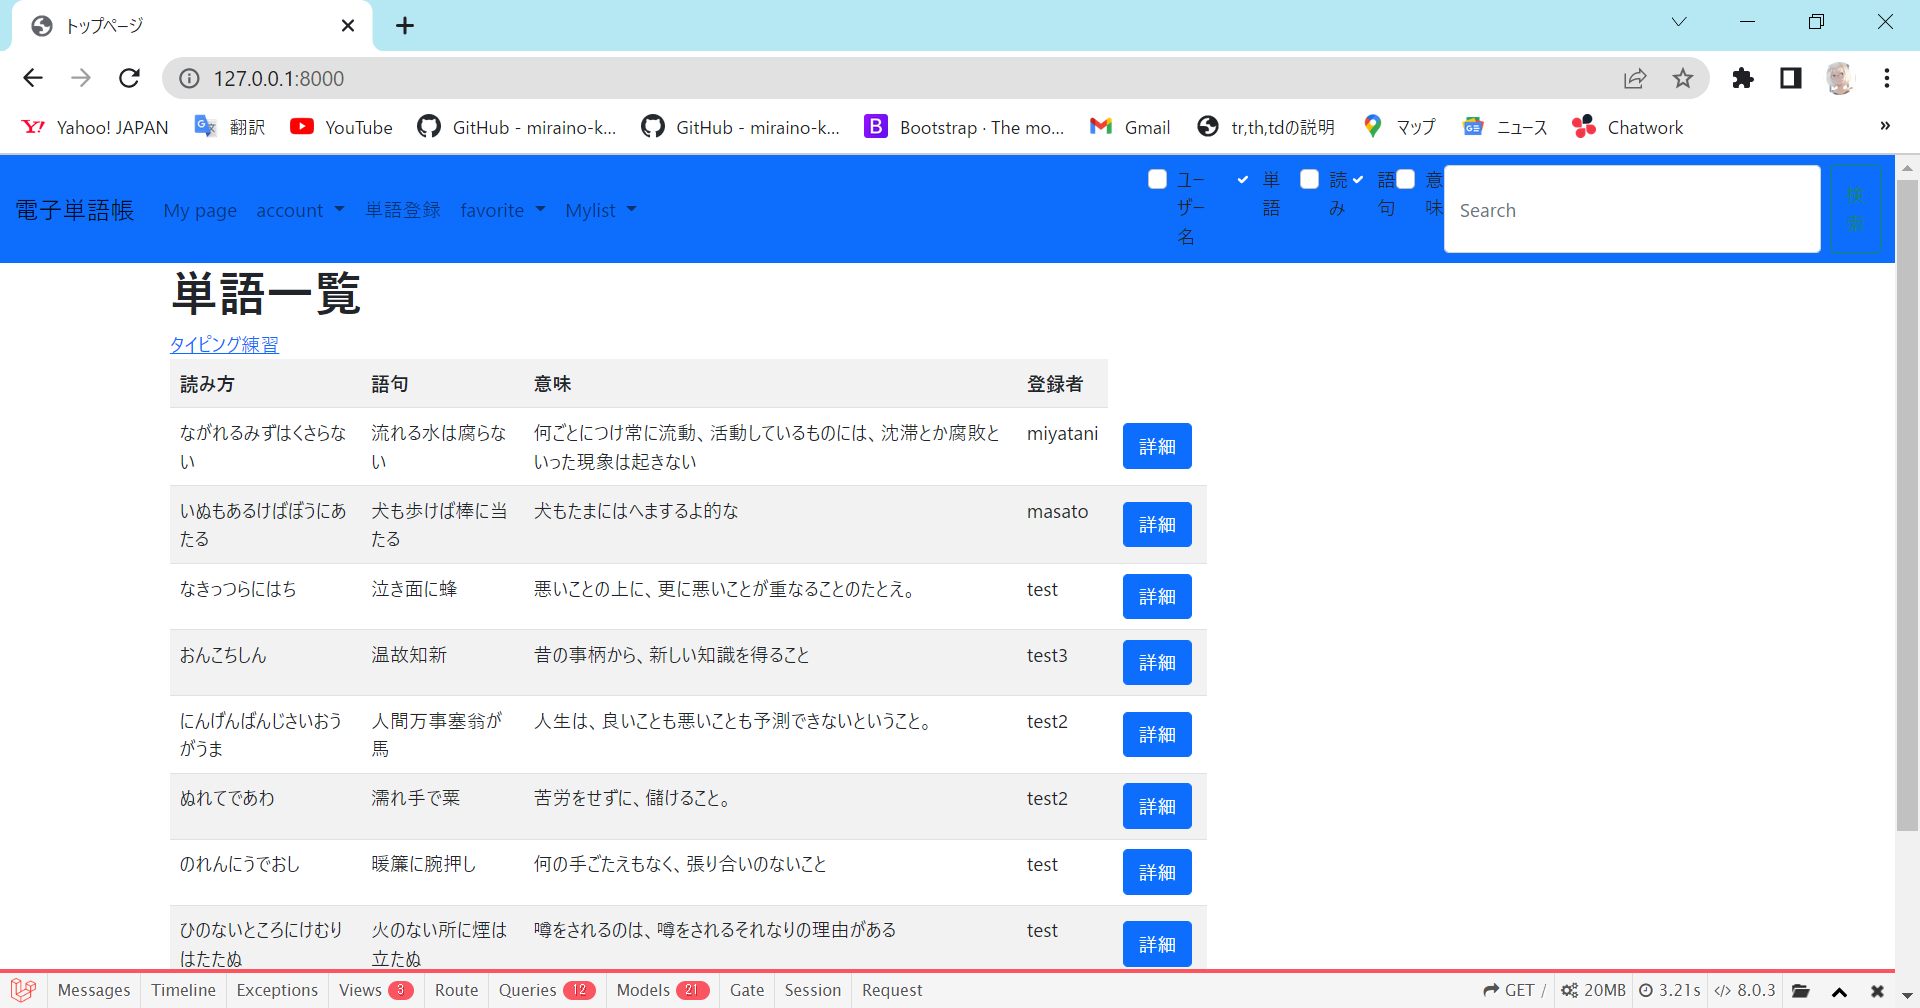 トップページ
127.0.0.1:8000
Yahoo! JAPAN 翻訳 YouTube GitHub - miraino-k... GitHub - miraino-k... Bootstrap · The mo... Gmail tr,th,tdの説明 マップ ニュース Chatwork »
電子単語帳 My page account 単語登録 favorite Mylist
ユー
ザー
名
単
語
読
み
語
句
意
味
Search
検
索
単語一覧
タイピング練習
読み方 語句 意味 登録者
ながれるみずはくさらな 流れる水は腐らな 何ごとにつけ常に流動、活動しているものには、沈滞とか腐敗と miyatani 詳細
い い いった現象は起きない
いぬもあるけばぼうにあ 犬も歩けば棒に当 犬もたまにはへまするよ的な masato 詳細
たる たる
なきっつらにはち 泣き面に蜂 悪いことの上に、更に悪いことが重なることのたとえ。 test 詳細
おんこちしん 温故知新 昔の事柄から、新しい知識を得ること test3 詳細
にんげんばんじさいおう 人間万事塞翁が 人生は、良いことも悪いことも予測できないということ。 test2 詳細
がうま 馬
ぬれてであわ 濡れ手で粟 苦労をせずに、儲けること。 test2 詳細
のれんにうでおし 暖簾に腕押し 何の手ごたえもなく、張り合いのないこと test 詳細
ひのないところにけむり 火のない所に煙は 噂をされるのは、噂をされるそれなりの理由がある test 詳細
はたたぬ 立たぬ
Messages Timeline Exceptions Views 3 Route Queries 12 Models 21 Gate Session Request GET / 20MB 3.21s 8.0.3